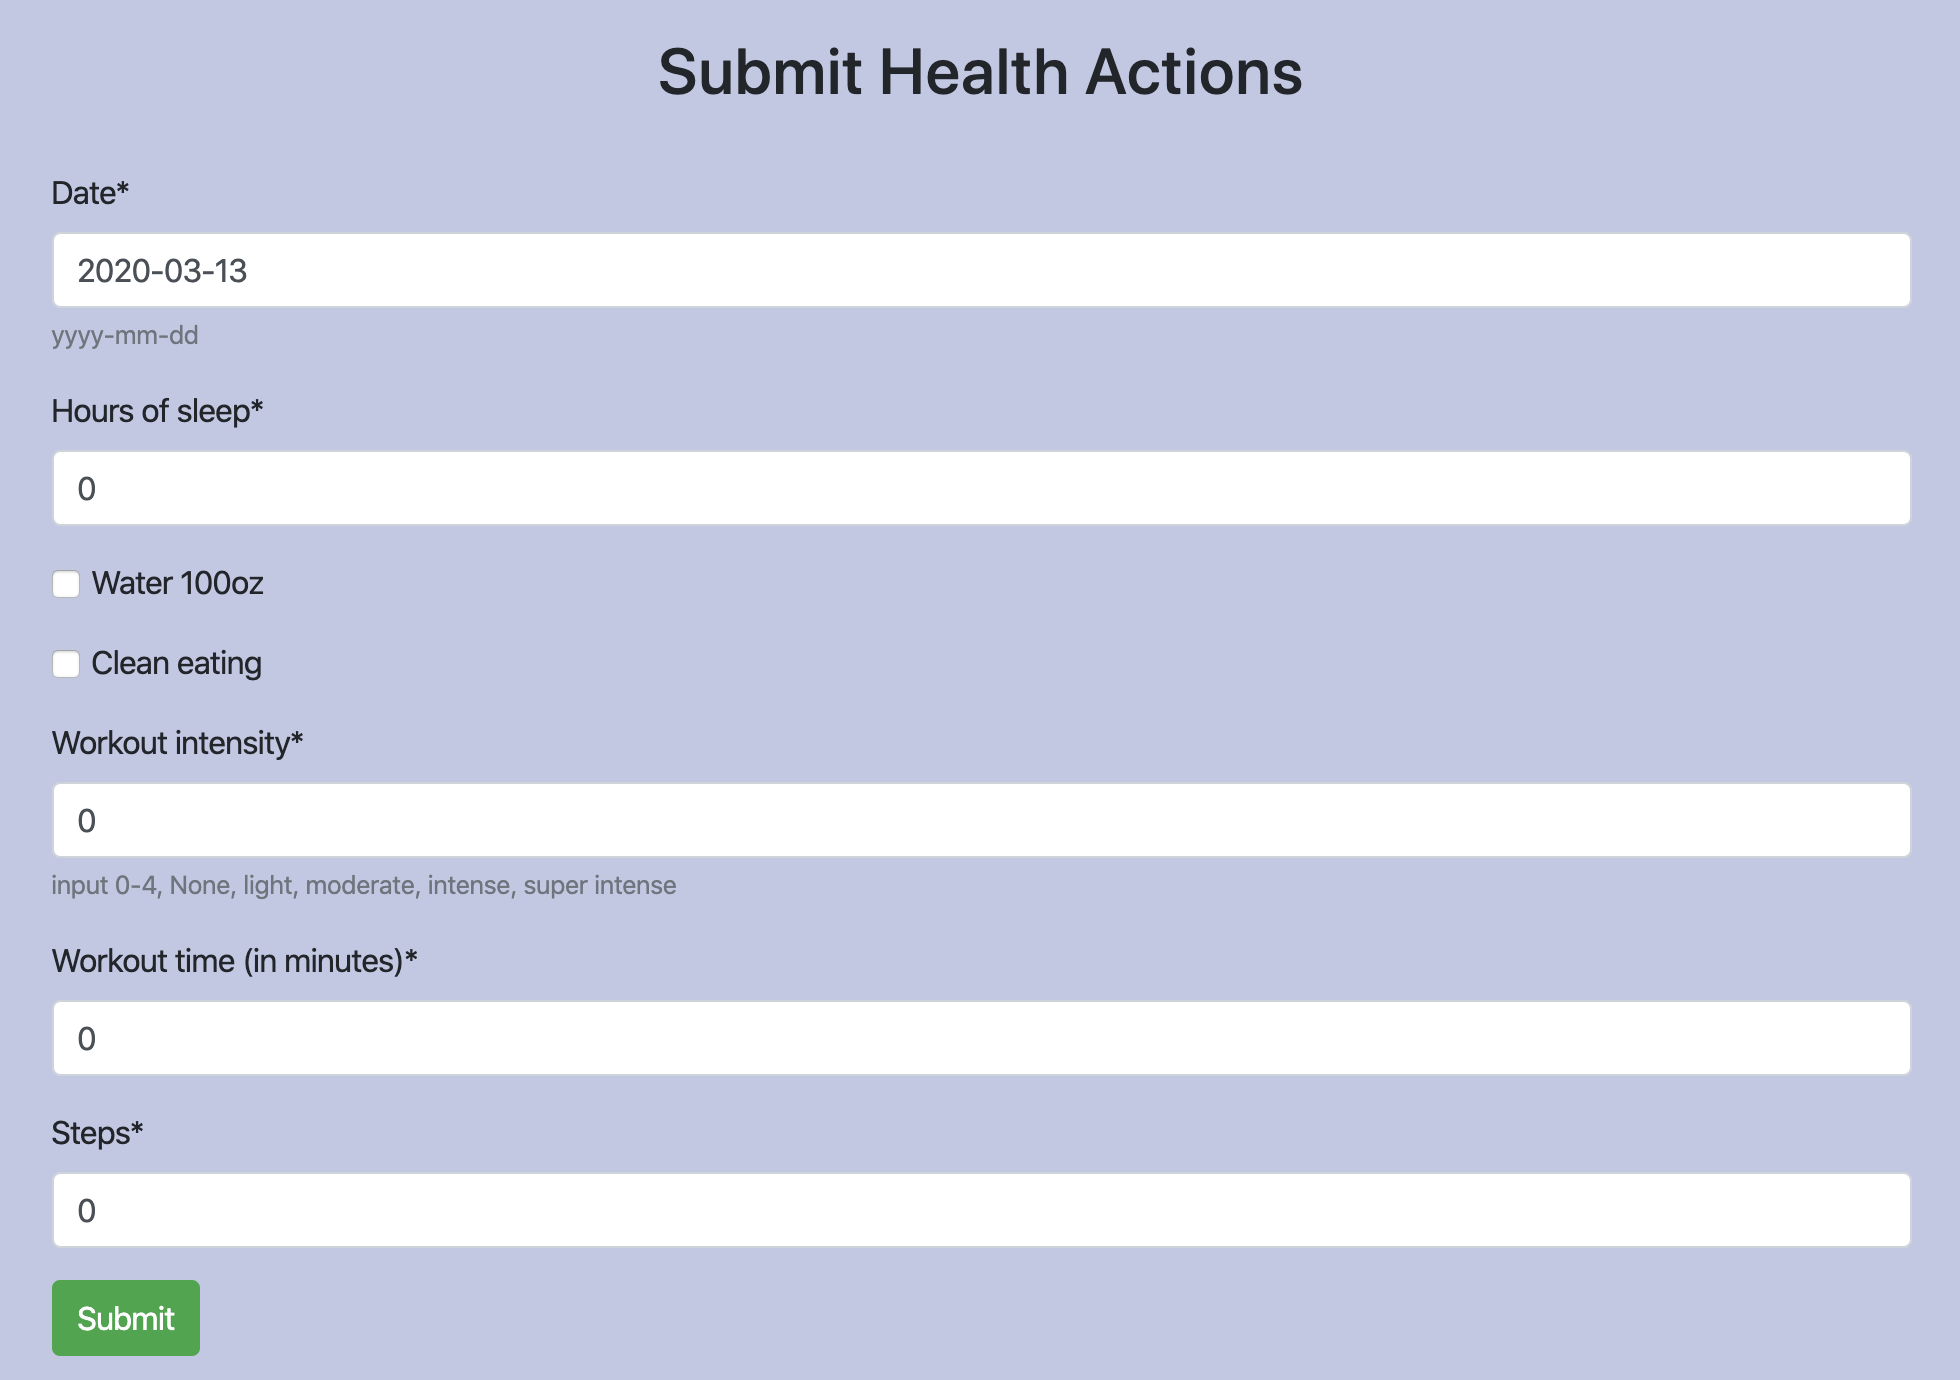 Submit Health Actions
Date*
2020-03-13
yyyy-mm-dd
Hours of sleep*
0
Water 100oz
Clean eating
Workout intensity*
0
input 0-4, None, light, moderate, intense, super intense
Workout time (in minutes)*
0
Steps*
0
Submit